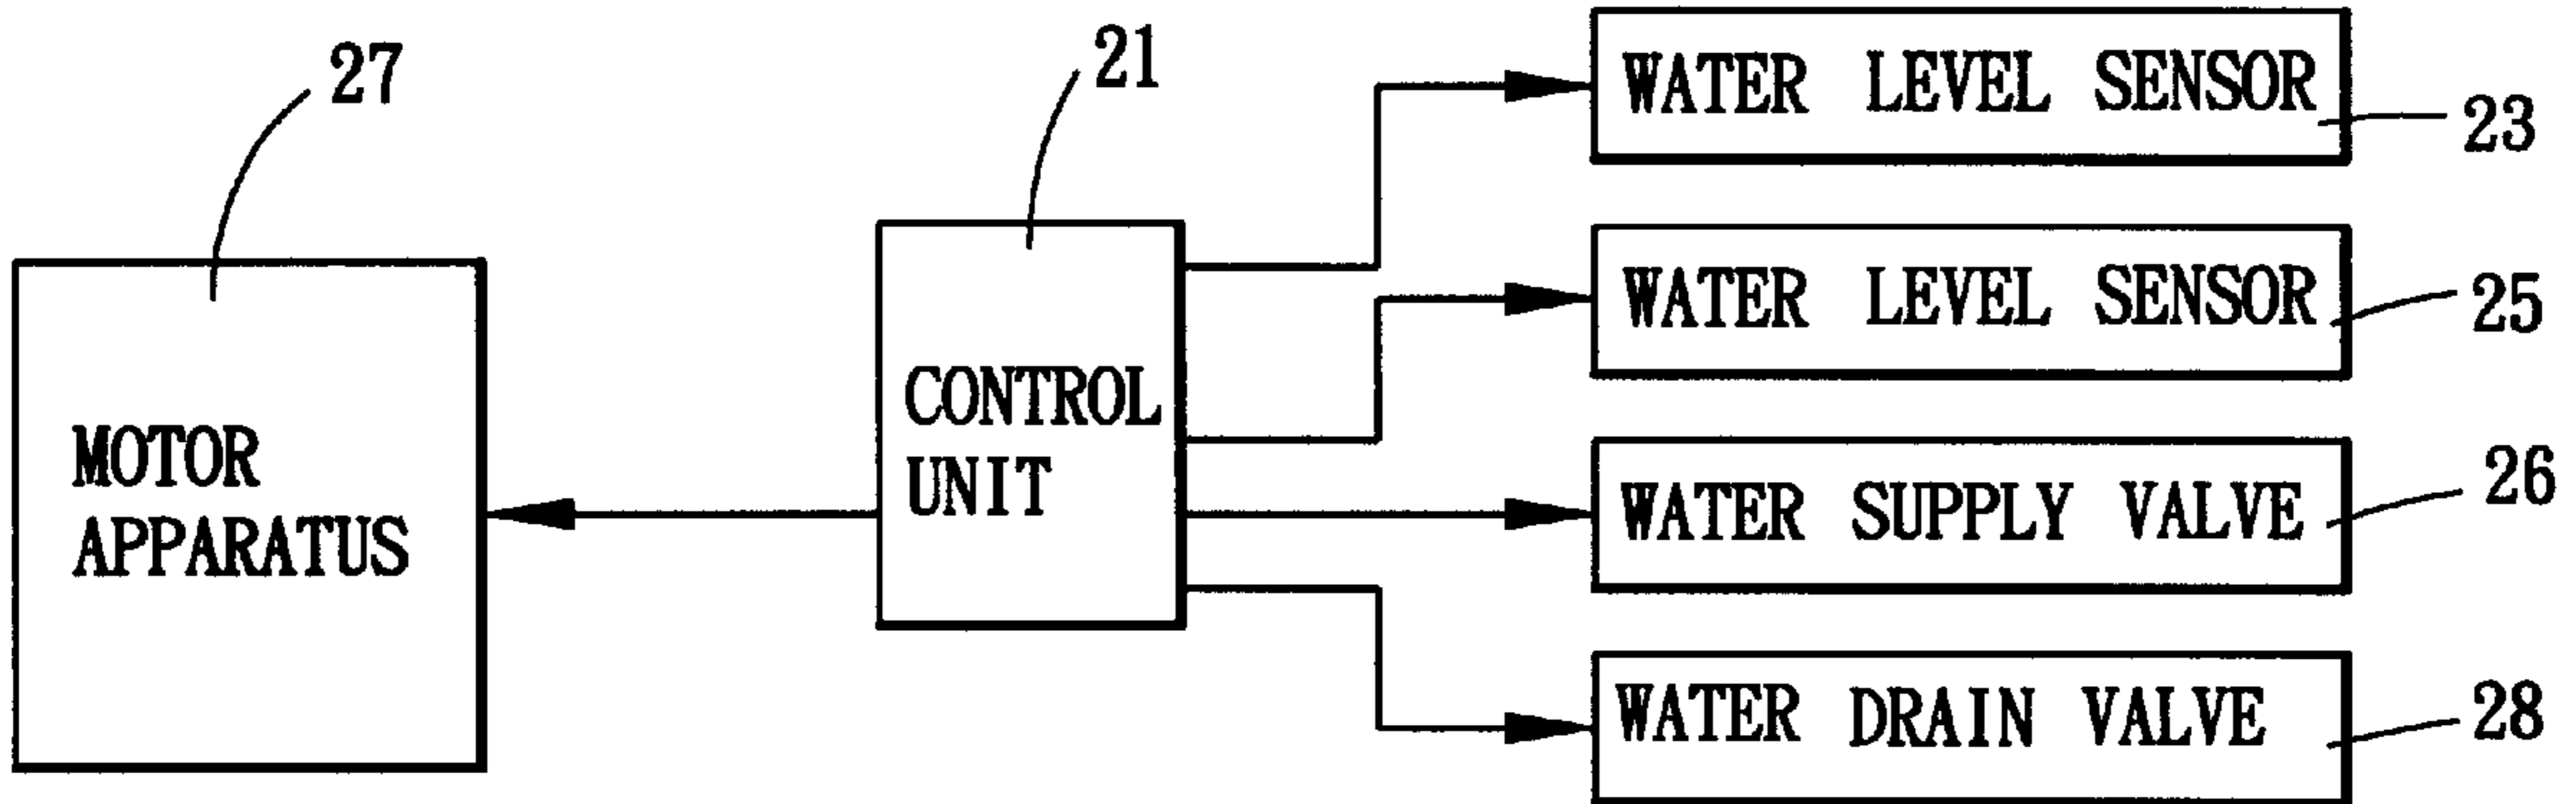 27
21
WATER LEVEL SENSOR
23
WATER LEVEL SENSOR
25
CONTROL
UNIT
MOTOR
APPARATUS
WATER SUPPLY VALVE
26
WATER DRAIN VALVE
28